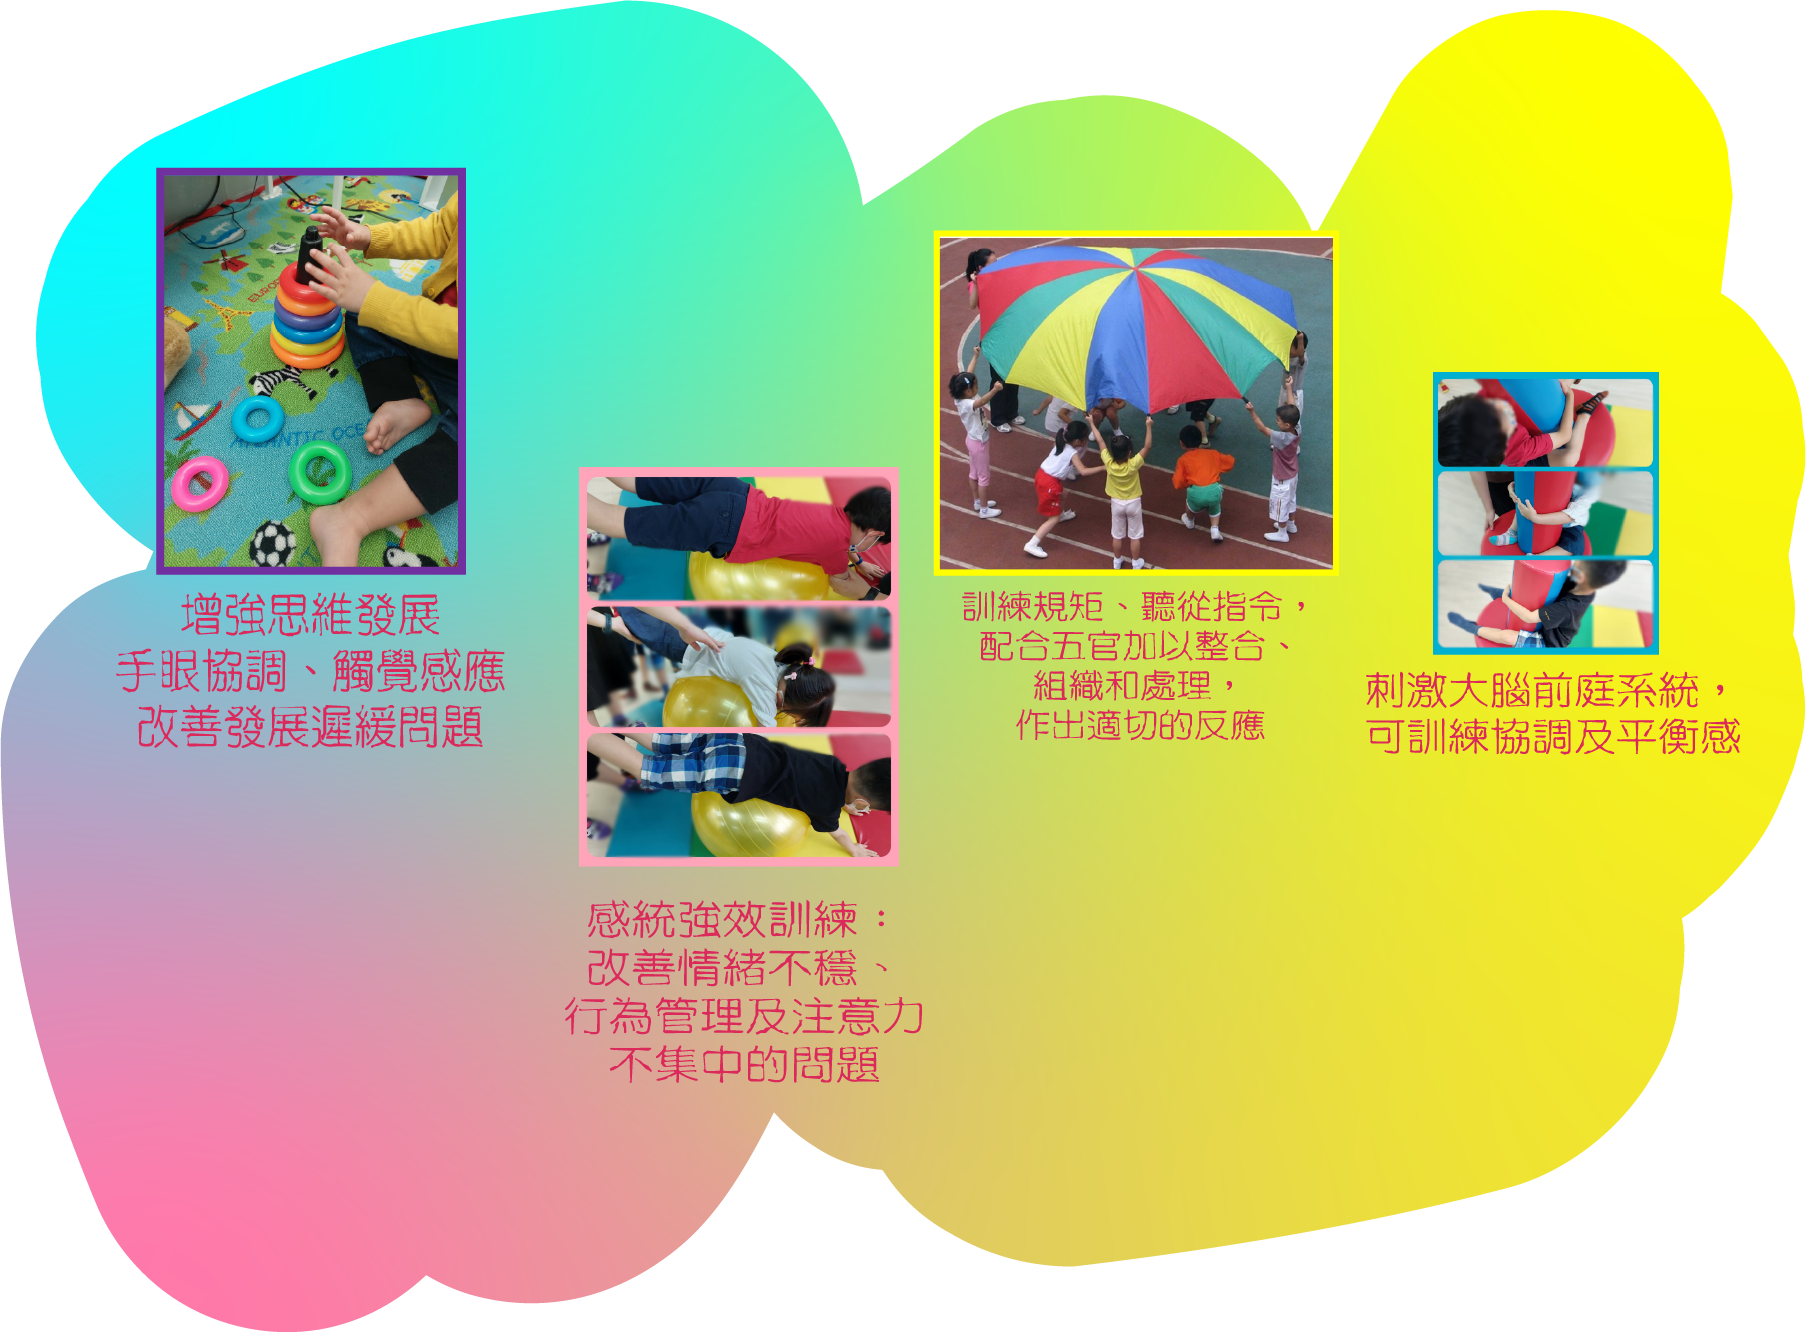 EUROP
ATLANTIC OCE
增強思維發展
手眼協調、觸覺感應
改善發展遲緩問題
感統強效訓練：
改善情緒不穩、
行為管理及注意力
不集中的問題
訓練規矩、聽從指令，
配合五官加以整合、
組織和處理，
作出適切的反應
刺激大腦前庭系統，
可訓練協調及平衡感